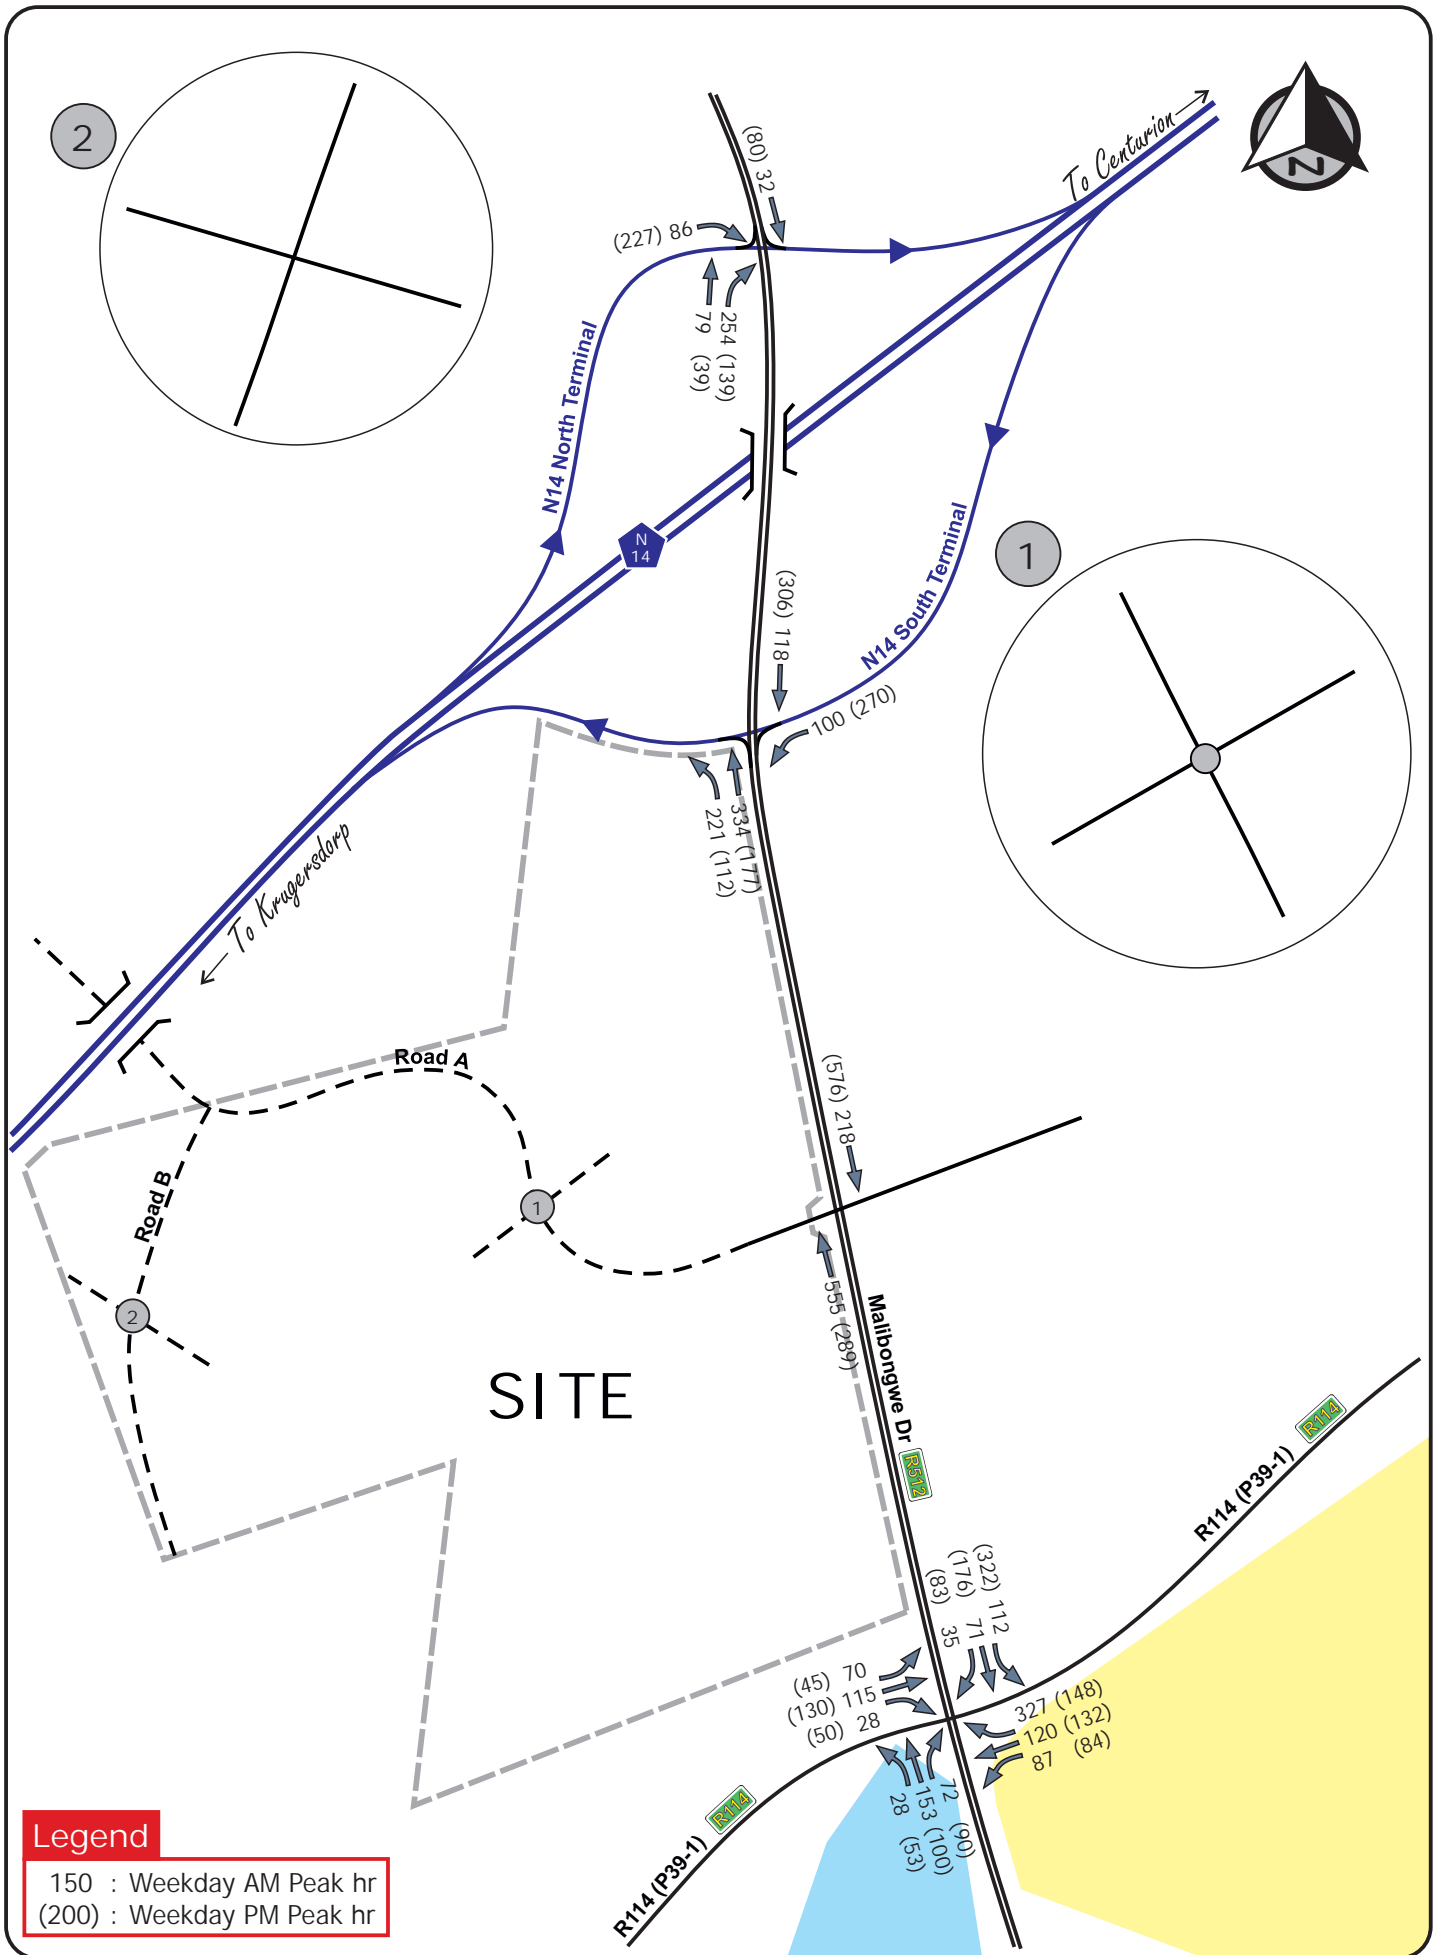 2
(80) 32
To Centurion
N
(227) 86
79 (39)
254 (139)
N14 North Terminal
N
14
N14 South Terminal
1
(306) 118
100 (270)
334 (177)
221 (112)
To Krugersdorp
Road A
(576) 218
Road B
1
2
555 (289)
Malibongwe Dr
SITE
R512
R114
R114 (P39-1)
(322) 112
(176) 71
(83) 35
(45) 70
(130) 115
(50) 28
327 (148)
120 (132)
87 (84)
72 (90)
153 (100)
28 (53)
R114
R114 (P39-1)
Legend
150 : Weekday AM Peak hr
(200) : Weekday PM Peak hr